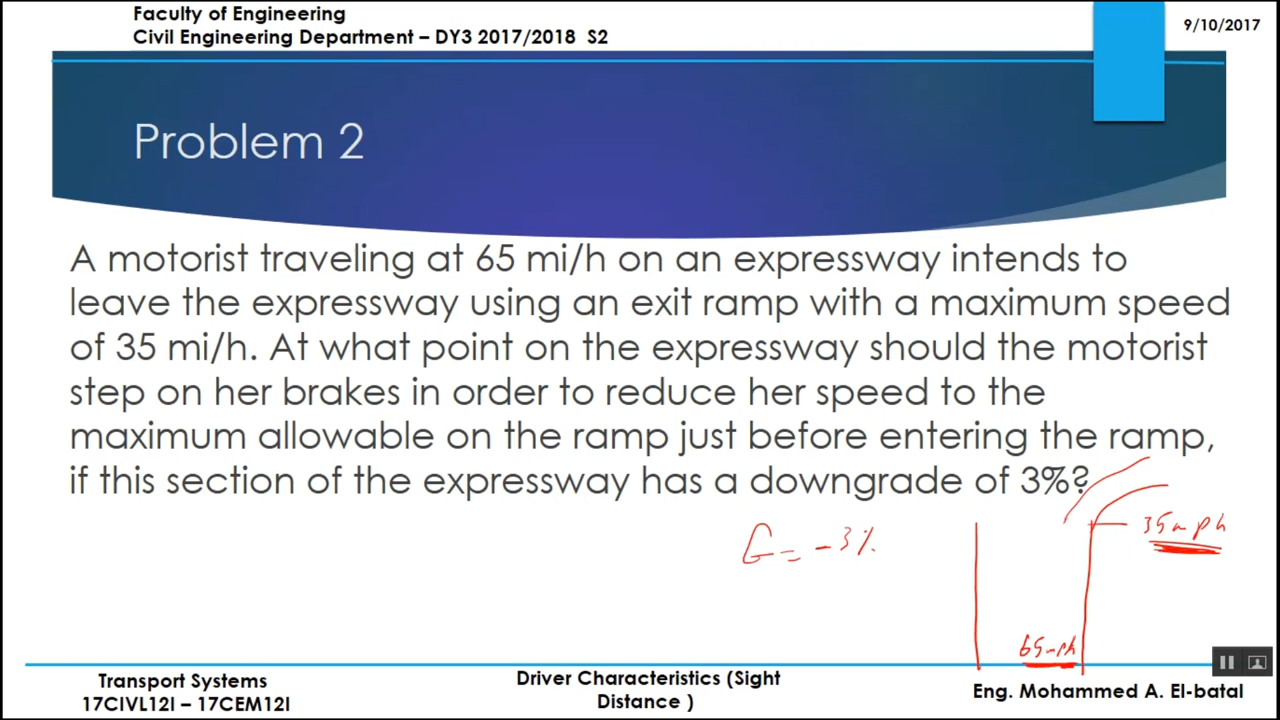 Faculty of Engineering
Civil Engineering Department – DY3 2017/2018 S2
9/10/2017
Problem 2
A motorist traveling at 65 mi/h on an expressway intends to
leave the expressway using an exit ramp with a maximum speed
of 35 mi/h. At what point on the expressway should the motorist
step on her brakes in order to reduce her speed to the
maximum allowable on the ramp just before entering the ramp,
if this section of the expressway has a downgrade of 3%?
G = -3%
35mph
65mph
Transport Systems
17CIVL12I – 17CEM12I
Driver Characteristics (Sight
Distance )
Eng. Mohammed A. El-batal